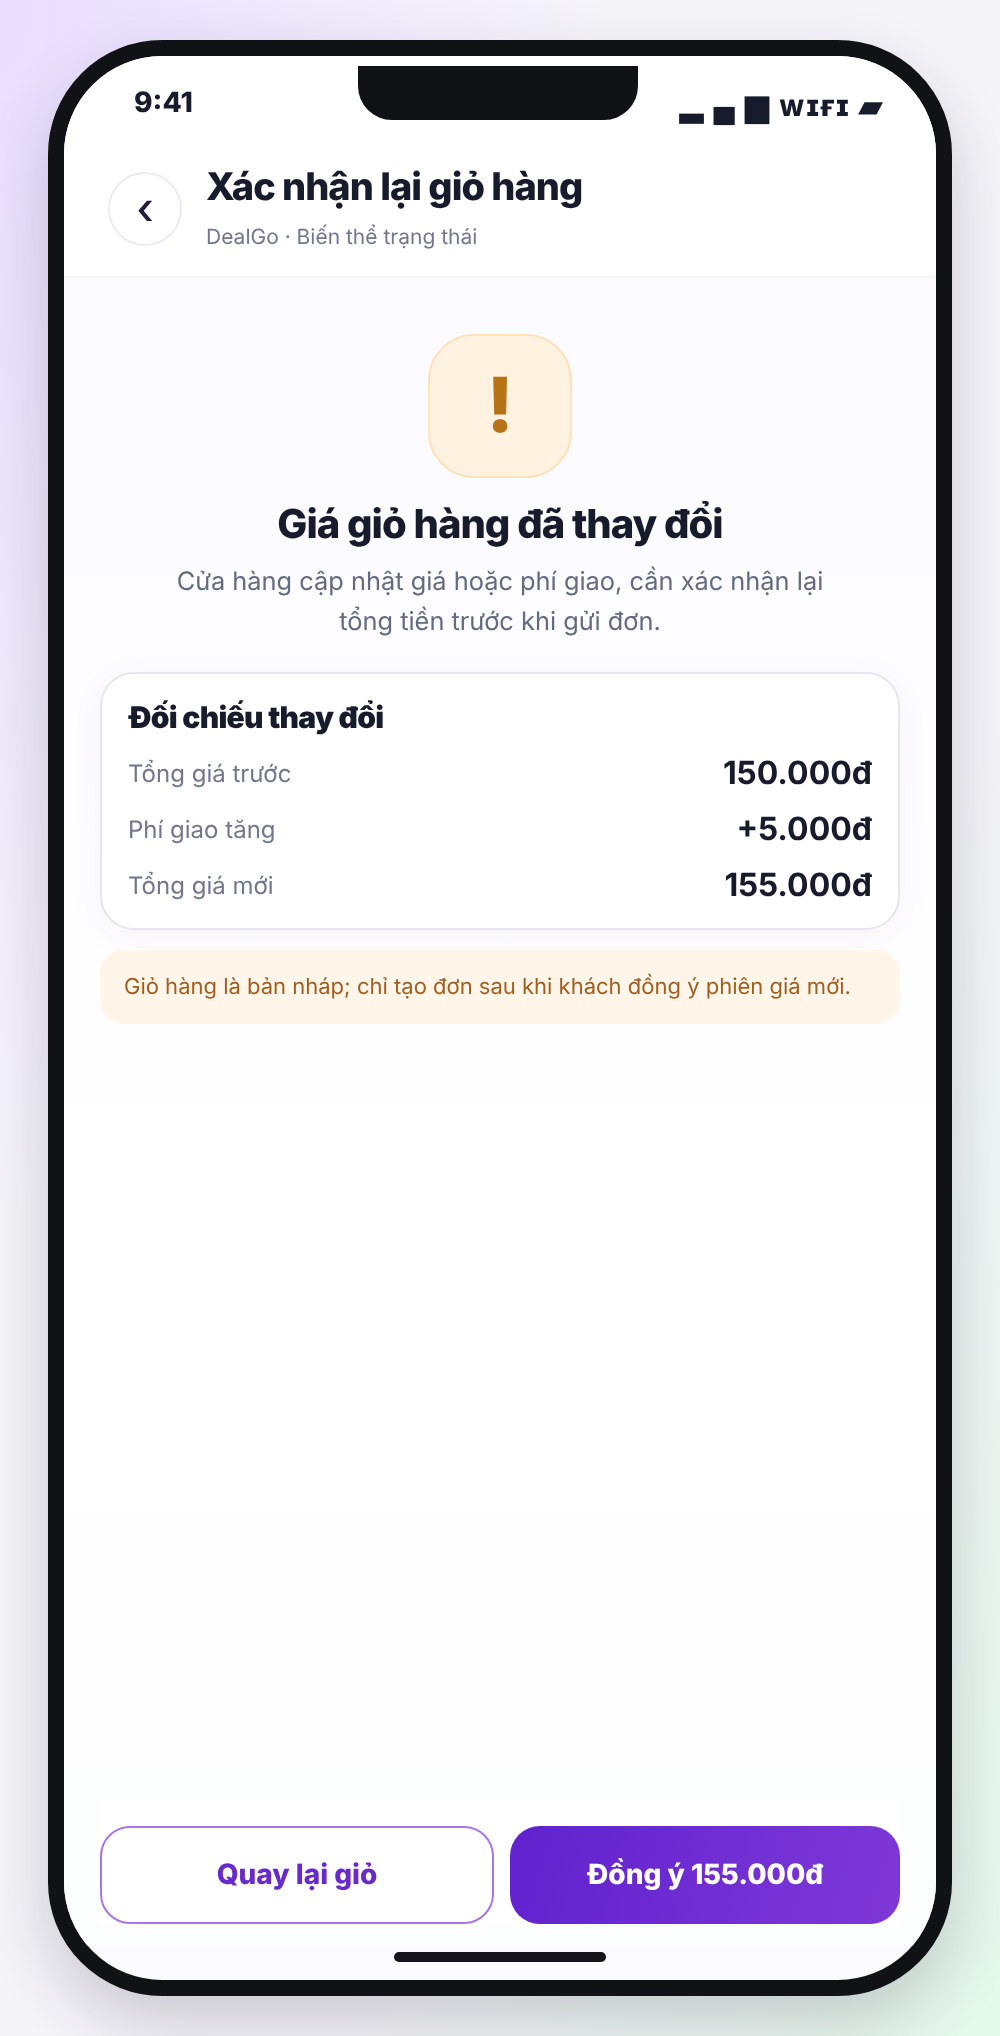 9:41
WIFI
Xác nhận lại giỏ hàng
DealGo · Biến thể trạng thái
!
Giá giỏ hàng đã thay đổi
Cửa hàng cập nhật giá hoặc phí giao, cần xác nhận lại
tổng tiền trước khi gửi đơn.
Đối chiếu thay đổi
Tổng giá trước 150.000đ
Phí giao tăng +5.000đ
Tổng giá mới 155.000đ
Giỏ hàng là bản nháp; chỉ tạo đơn sau khi khách đồng ý phiên giá mới.
Quay lại giỏ
Đồng ý 155.000đ